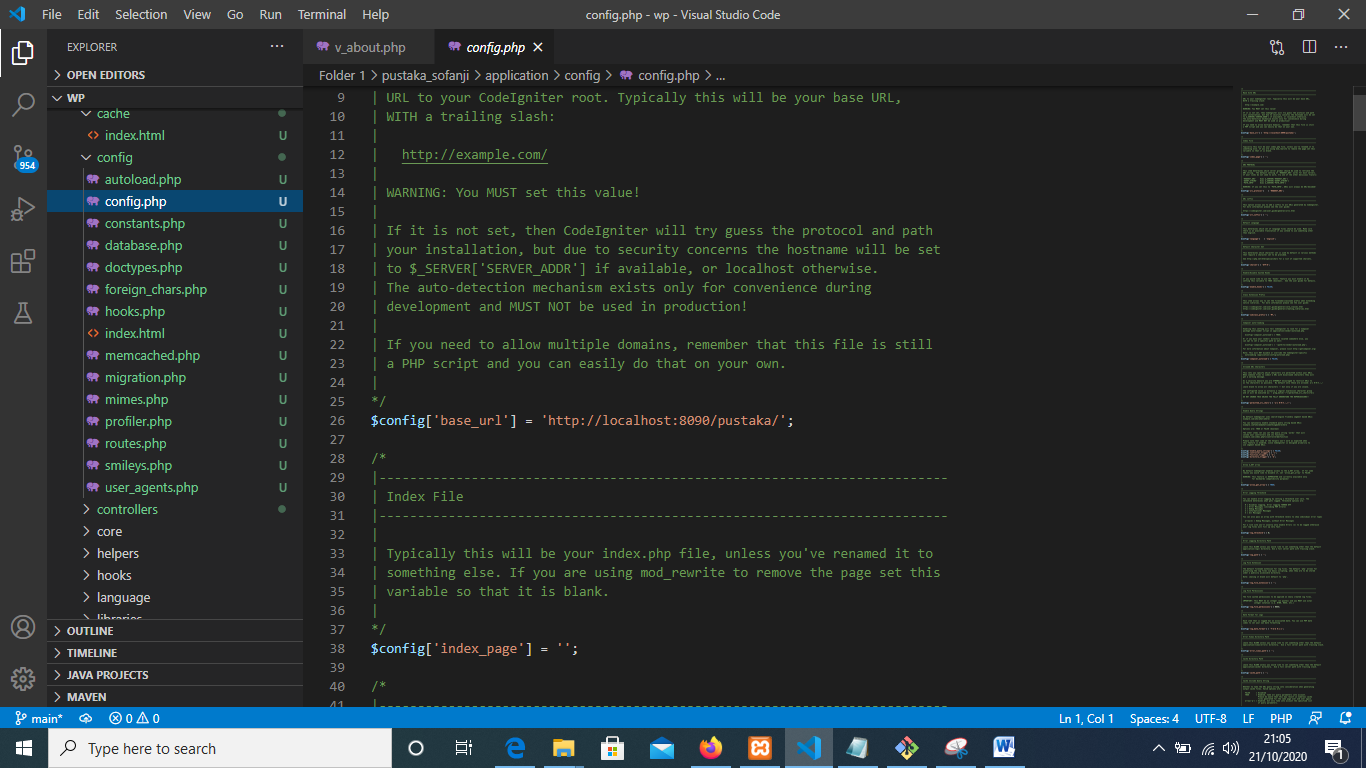 File Edit Selection View Go Run Terminal Help
config.php - wp - Visual Studio Code
EXPLORER
OPEN EDITORS
WP
cache
index.html U
config
autoload.php U
config.php U
constants.php U
database.php U
doctypes.php U
foreign_chars.php U
hooks.php U
index.html U
memcached.php U
migration.php U
mimes.php U
profiler.php U
routes.php U
smileys.php U
user_agents.php U
controllers
core
helpers
hooks
language
libraries
OUTLINE
TIMELINE
JAVA PROJECTS
MAVEN
954
v_about.php
config.php
Folder 1 > pustaka_sofanji > application > config > config.php > ...
9 | URL to your CodeIgniter root. Typically this will be your base URL,
10 | WITH a trailing slash:
11 |
12 | http://example.com/
13 |
14 | WARNING: You MUST set this value!
15 |
16 | If it is not set, then CodeIgniter will try guess the protocol and path
17 | your installation, but due to security concerns the hostname will be set
18 | to $_SERVER['SERVER_ADDR'] if available, or localhost otherwise.
19 | The auto-detection mechanism exists only for convenience during
20 | development and MUST NOT be used in production!
21 |
22 | If you need to allow multiple domains, remember that this file is still
23 | a PHP script and you can easily do that on your own.
24 |
25 */
26 $config['base_url'] = 'http://localhost:8090/pustaka/';
27
28 /*
29 |--------------------------------------------------------------------------
30 | Index File
31 |--------------------------------------------------------------------------
32 |
33 | Typically this will be your index.php file, unless you've renamed it to
34 | something else. If you are using mod_rewrite to remove the page set this
35 | variable so that it is blank.
36 |
37 */
38 $config['index_page'] = '';
39
40 /*
41 |--------------------------------------------------------------------------
main* 0 0
Ln 1, Col 1 Spaces: 4 UTF-8 LF PHP
Type here to search
21:05
21/10/2020
1